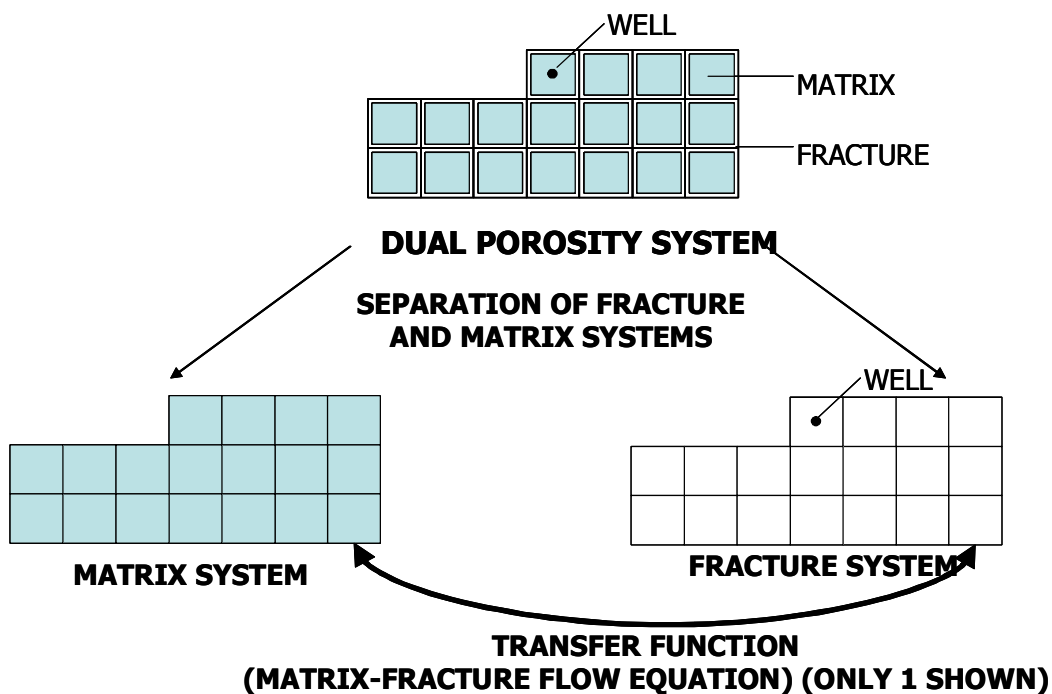 WELL
MATRIX
FRACTURE
DUAL POROSITY SYSTEM
SEPARATION OF FRACTURE
AND MATRIX SYSTEMS
WELL
MATRIX SYSTEM
FRACTURE SYSTEM
TRANSFER FUNCTION
(MATRIX-FRACTURE FLOW EQUATION) (ONLY 1 SHOWN)